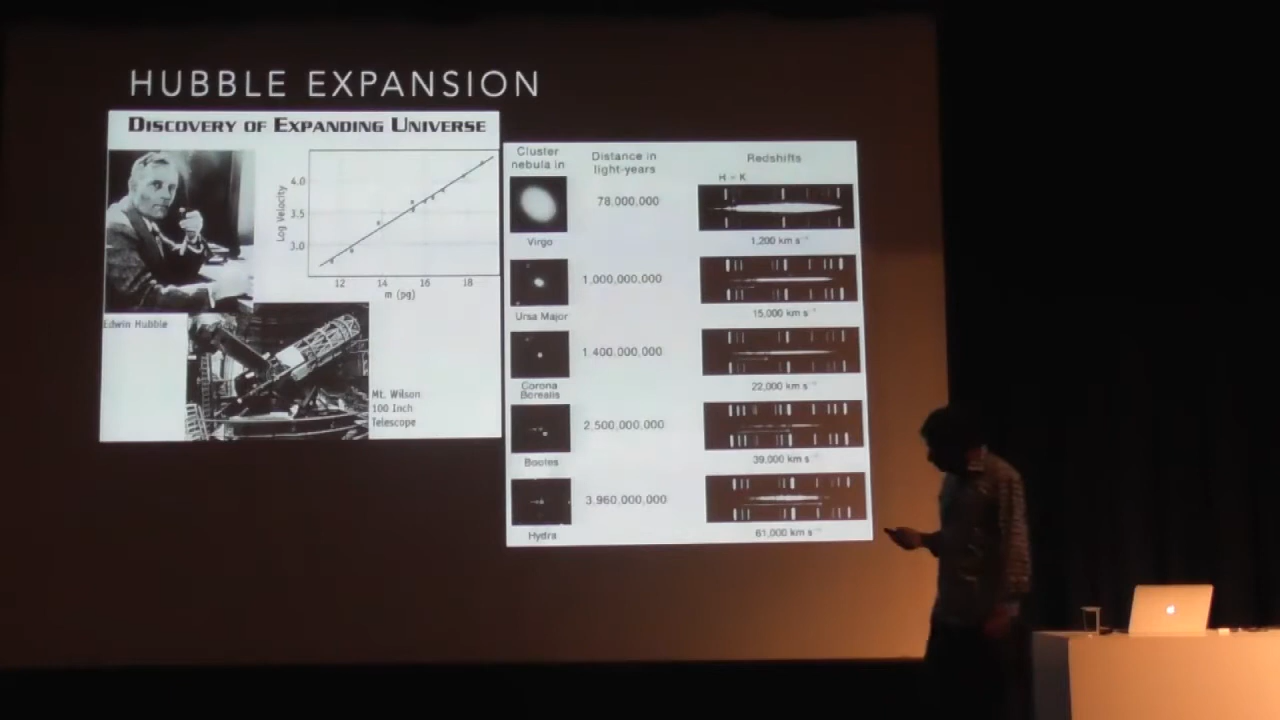 HUBBLE EXPANSION
DISCOVERY OF EXPANDING UNIVERSE
Log Velocity
4.0
3.5
3.0
12 14 16 18
m (pg)
Edwin Hubble
Mt. Wilson
100 Inch
Telescope
Cluster
nebula in
Distance in
light-years
Redshifts
H + K
78,000,000
Virgo
1,200 km s⁻¹
1,000,000,000
Ursa Major
15,000 km s⁻¹
1,400,000,000
Corona
Borealis
22,000 km s⁻¹
2,500,000,000
Bootes
39,000 km s⁻¹
3,960,000,000
Hydra
61,000 km s⁻¹